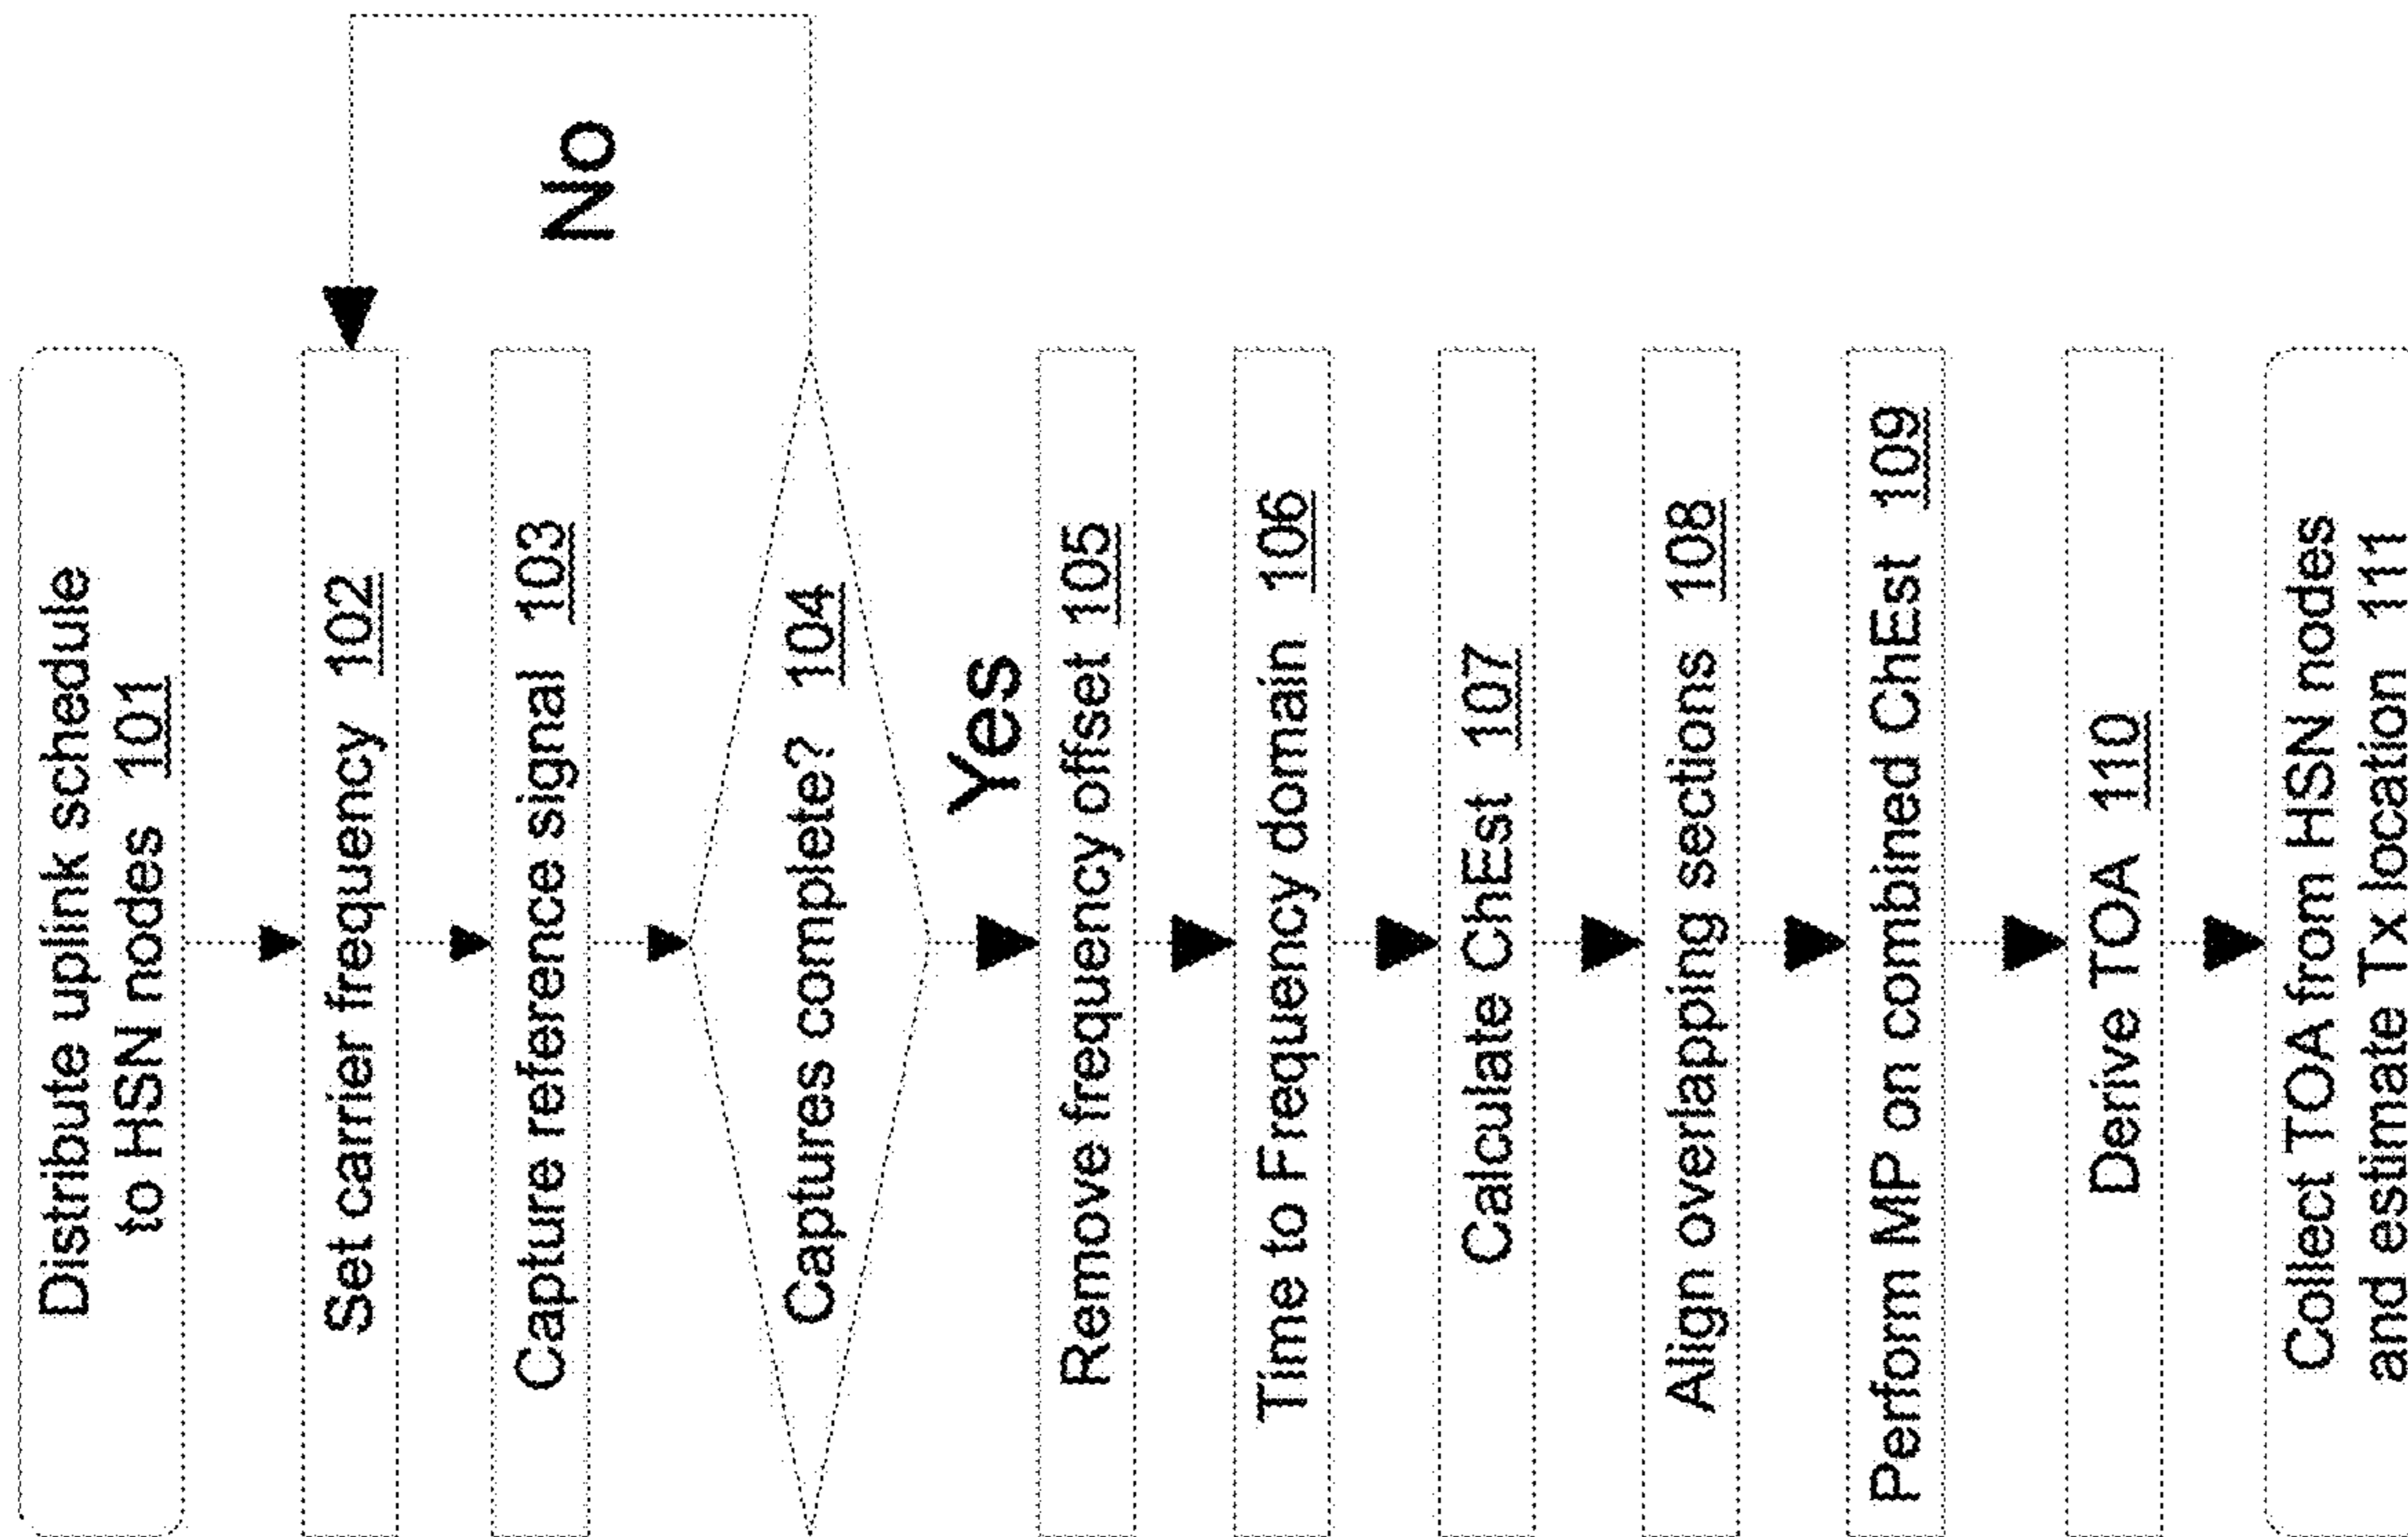 Distribute uplink schedule
to HSN nodes 101
Set carrier frequency 102
Capture reference signal 103
Captures complete? 104
No
Yes
Remove frequency offset 105
Time to Frequency domain 106
Calculate ChEst 107
Align overlapping sections 108
Perform MP on combined ChEst 109
Derive TOA 110
Collect TOA from HSN nodes
and estimate Tx location 111